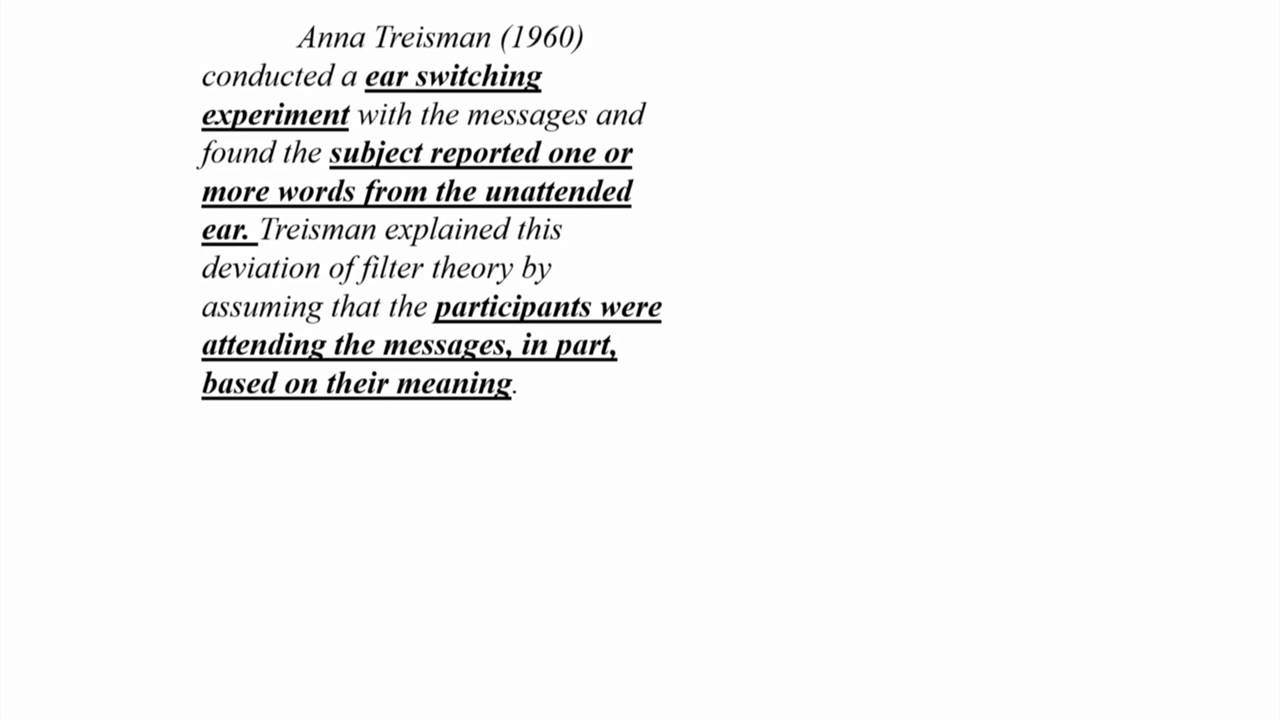 Anna Treisman (1960)
conducted a ear switching
experiment with the messages and
found the subject reported one or
more words from the unattended
ear. Treisman explained this
deviation of filter theory by
assuming that the participants were
attending the messages, in part,
based on their meaning.